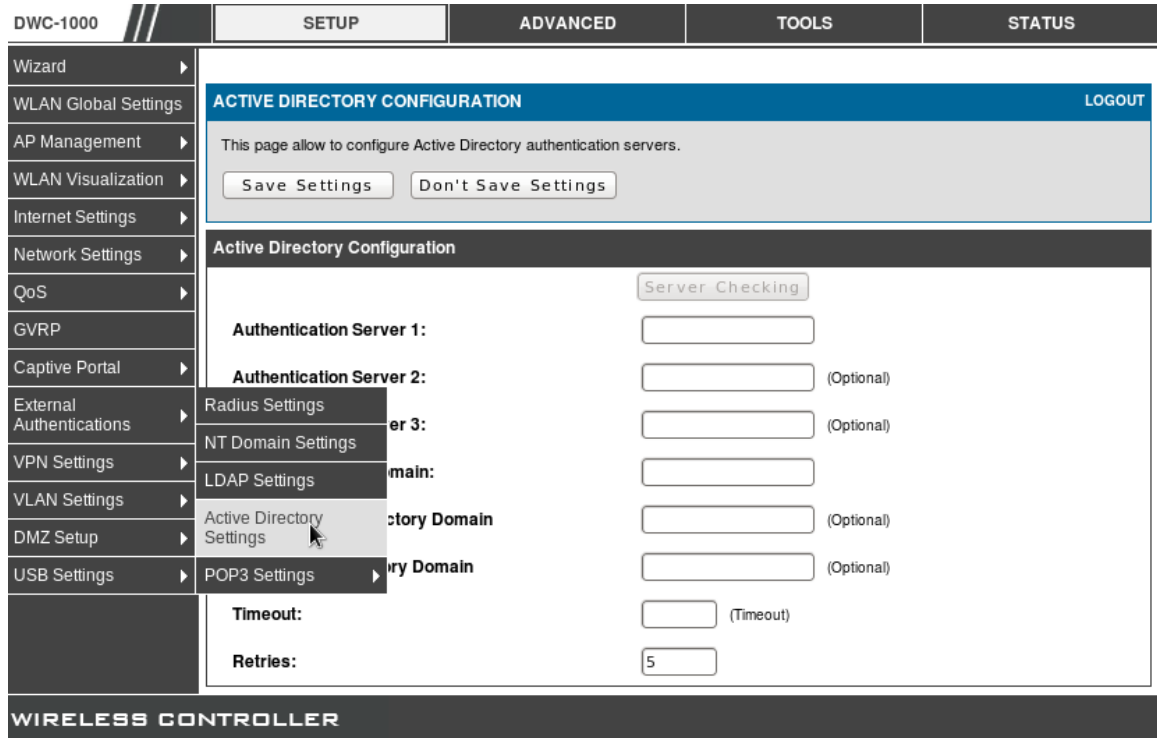 DWC-1000
SETUP
ADVANCED
TOOLS
STATUS
Wizard
WLAN Global Settings
AP Management
WLAN Visualization
Internet Settings
Network Settings
QoS
GVRP
Captive Portal
External
Authentications
VPN Settings
VLAN Settings
DMZ Setup
USB Settings
Radius Settings
NT Domain Settings
LDAP Settings
Active Directory
Settings
POP3 Settings
ACTIVE DIRECTORY CONFIGURATION
LOGOUT
This page allow to configure Active Directory authentication servers.
Save Settings
Don't Save Settings
Active Directory Configuration
Server Checking
Authentication Server 1:
Authentication Server 2:
(Optional)
er 3:
(Optional)
main:
ctory Domain
(Optional)
ry Domain
(Optional)
Timeout:
(Timeout)
Retries:
5
WIRELESS CONTROLLER